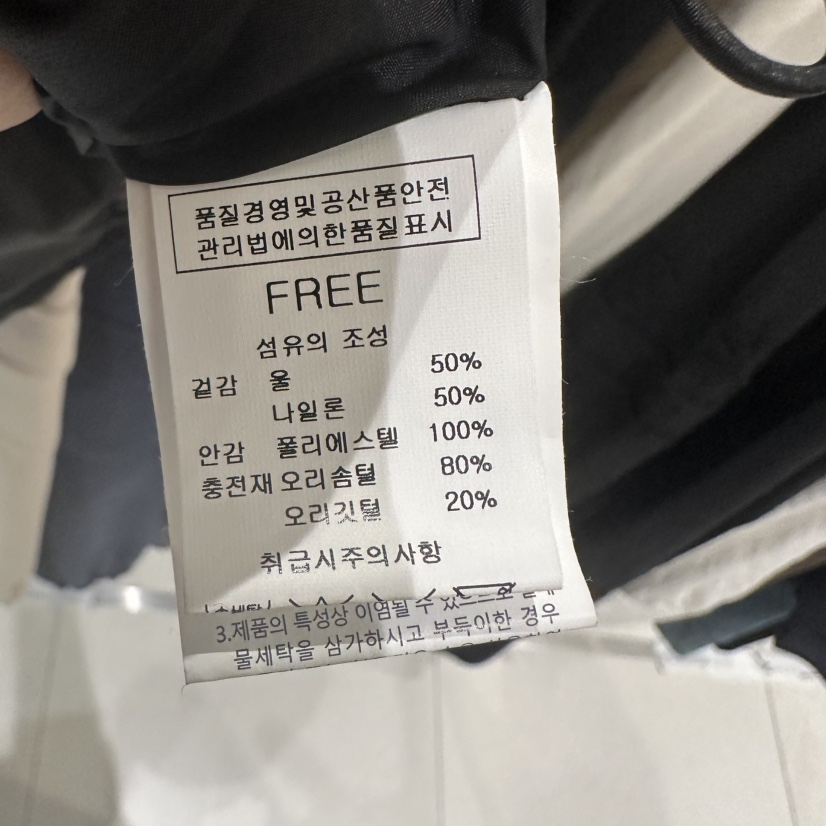 품질경영및공산품안전
관리법에의한품질표시
FREE
섬유의 조성
겉감 울 50%
나일론 50%
안감 폴리에스텔 100%
충전재 오리솜털 80%
오리깃털 20%
취급시주의사항
3.제품의 특성상 이염될 수 있으므로
물세탁을 삼가하시고 부득이한 경우